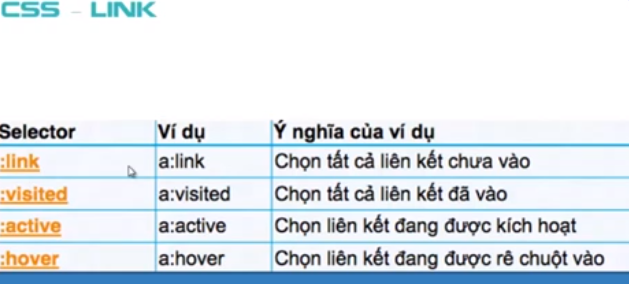 CSS - LINK
Selector Ví dụ Ý nghĩa của ví dụ
:link a:link Chọn tất cả liên kết chưa vào
:visited a:visited Chọn tất cả liên kết đã vào
:active a:active Chọn liên kết đang được kích hoạt
:hover a:hover Chọn liên kết đang được rê chuột vào